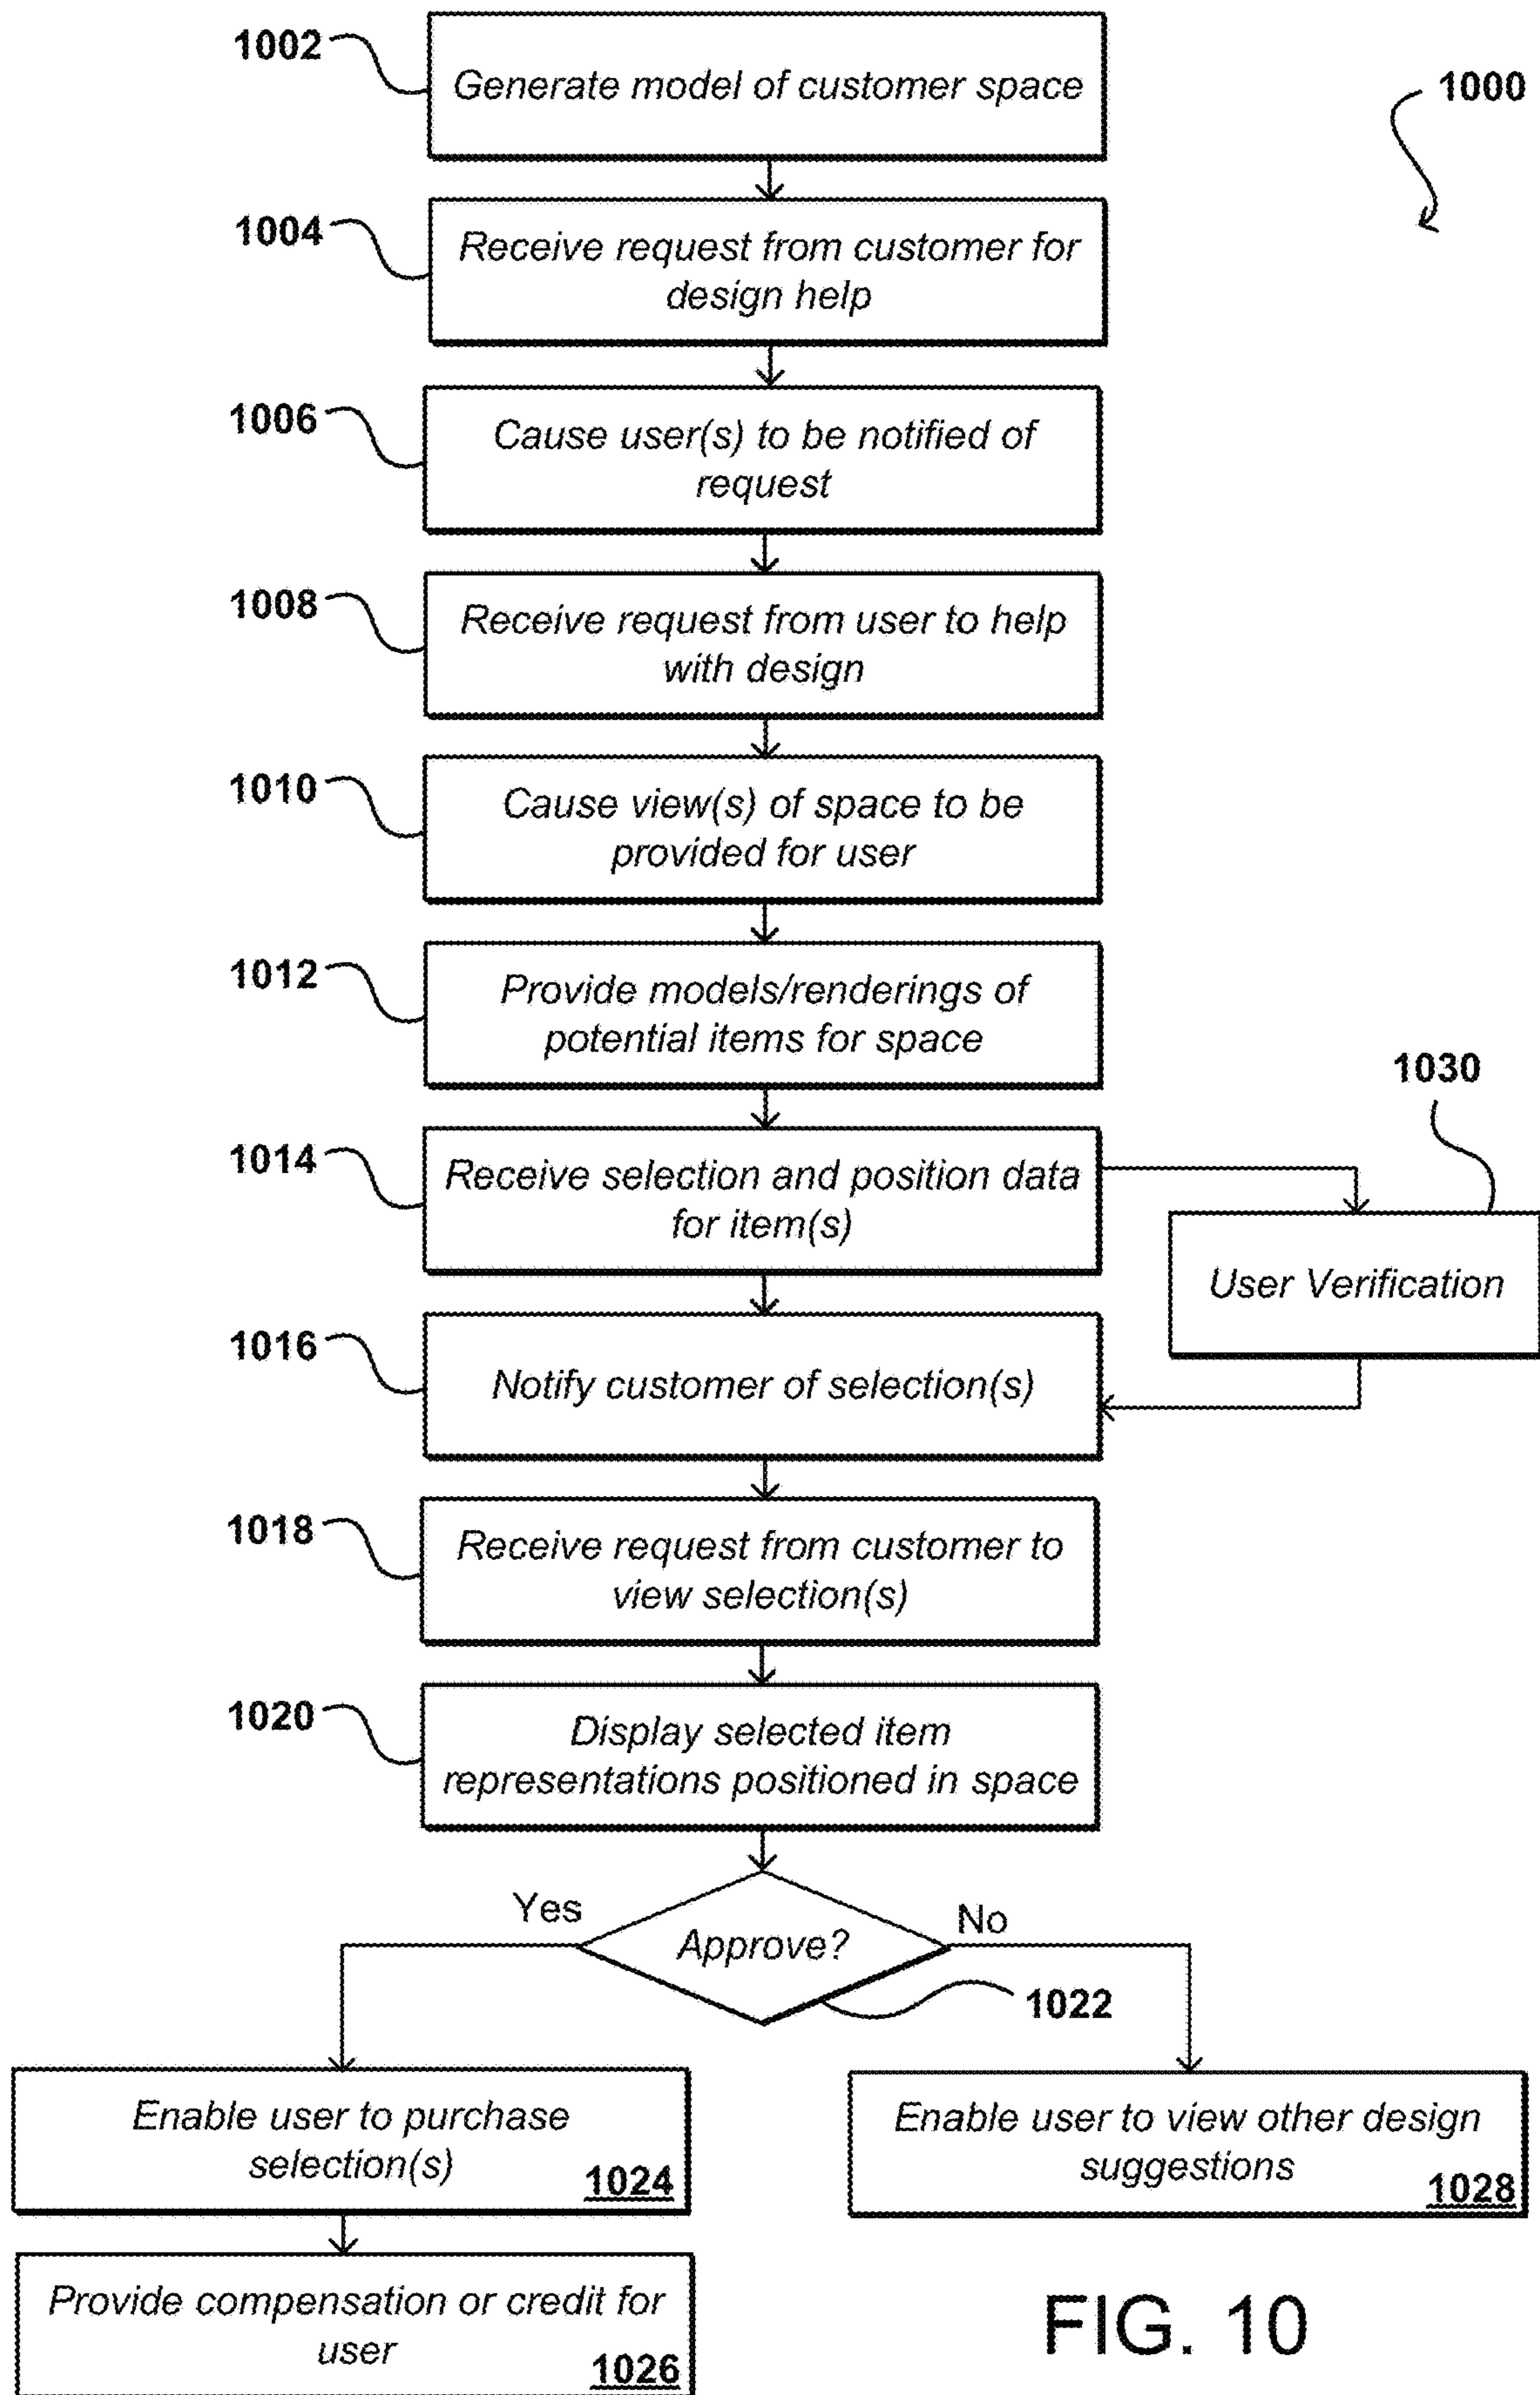 1002
Generate model of customer space
1000
1004
Receive request from customer for
design help
1006
Cause user(s) to be notified of
request
1008
Receive request from user to help
with design
1010
Cause view(s) of space to be
provided for user
1012
Provide models/renderings of
potential items for space
1030
1014
Receive selection and position data
for item(s)
User Verification
1016
Notify customer of selection(s)
1018
Receive request from customer to
view selection(s)
1020
Display selected item
representations positioned in space
Yes
No
Approve?
1022
Enable user to purchase
selection(s)
1024
Enable user to view other design
suggestions
1028
Provide compensation or credit for
user
1026
FIG. 10